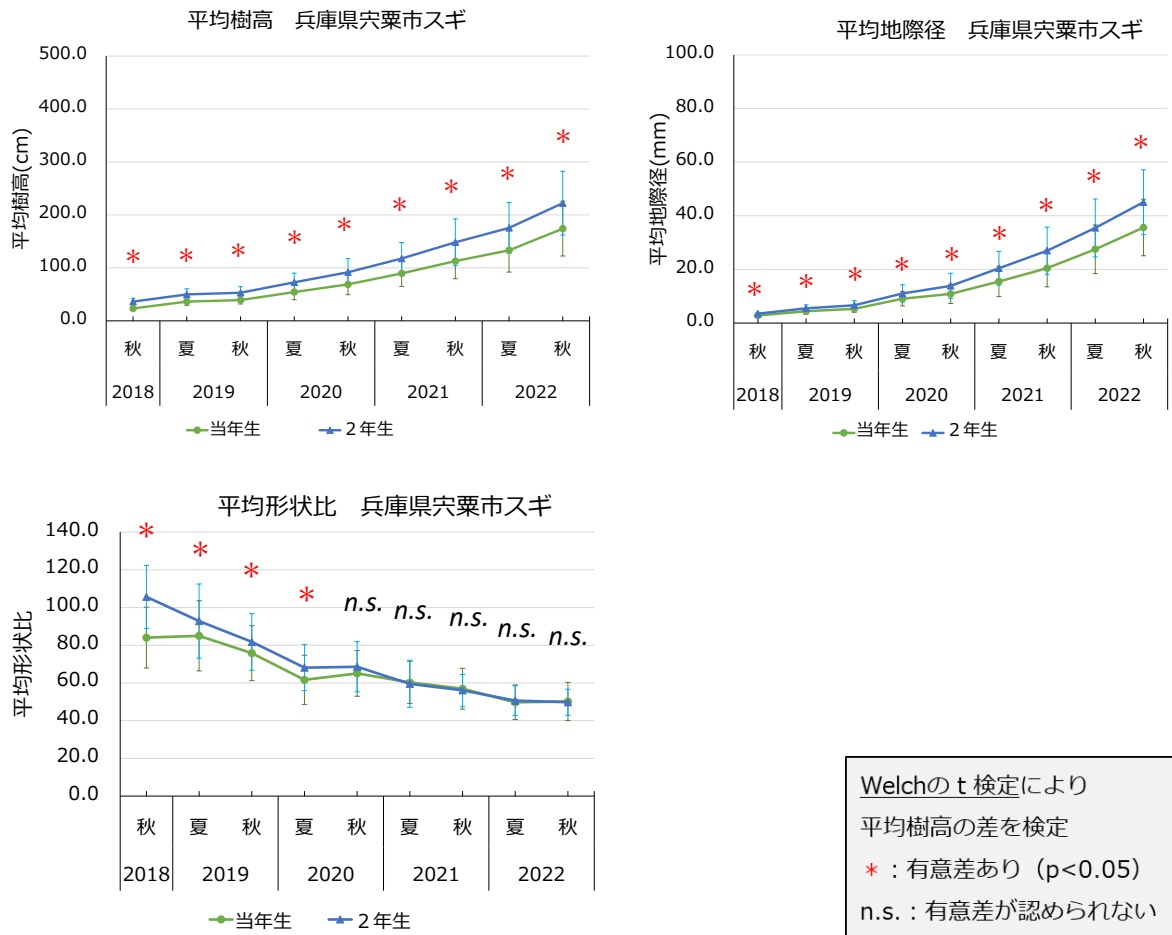 平均樹高　兵庫県宍粟市スギ
平均樹高(cm)
500.0
400.0
300.0
200.0
100.0
0.0
* * * * * * * * *
秋 夏 秋 夏 秋 夏 秋 夏 秋
2018 2019 2020 2021 2022
当年生 ２年生
平均地際径　兵庫県宍粟市スギ
平均地際径(mm)
100.0
80.0
60.0
40.0
20.0
0.0
* * * * * * * * *
秋 夏 秋 夏 秋 夏 秋 夏 秋
2018 2019 2020 2021 2022
当年生 ２年生
平均形状比　兵庫県宍粟市スギ
平均形状比
140.0
120.0
100.0
80.0
60.0
40.0
20.0
0.0
* * * * n.s. n.s. n.s. n.s. n.s.
秋 夏 秋 夏 秋 夏 秋 夏 秋
2018 2019 2020 2021 2022
当年生 ２年生
Welchのｔ検定により
平均樹高の差を検定
*：有意差あり（p<0.05）
n.s.：有意差が認められない